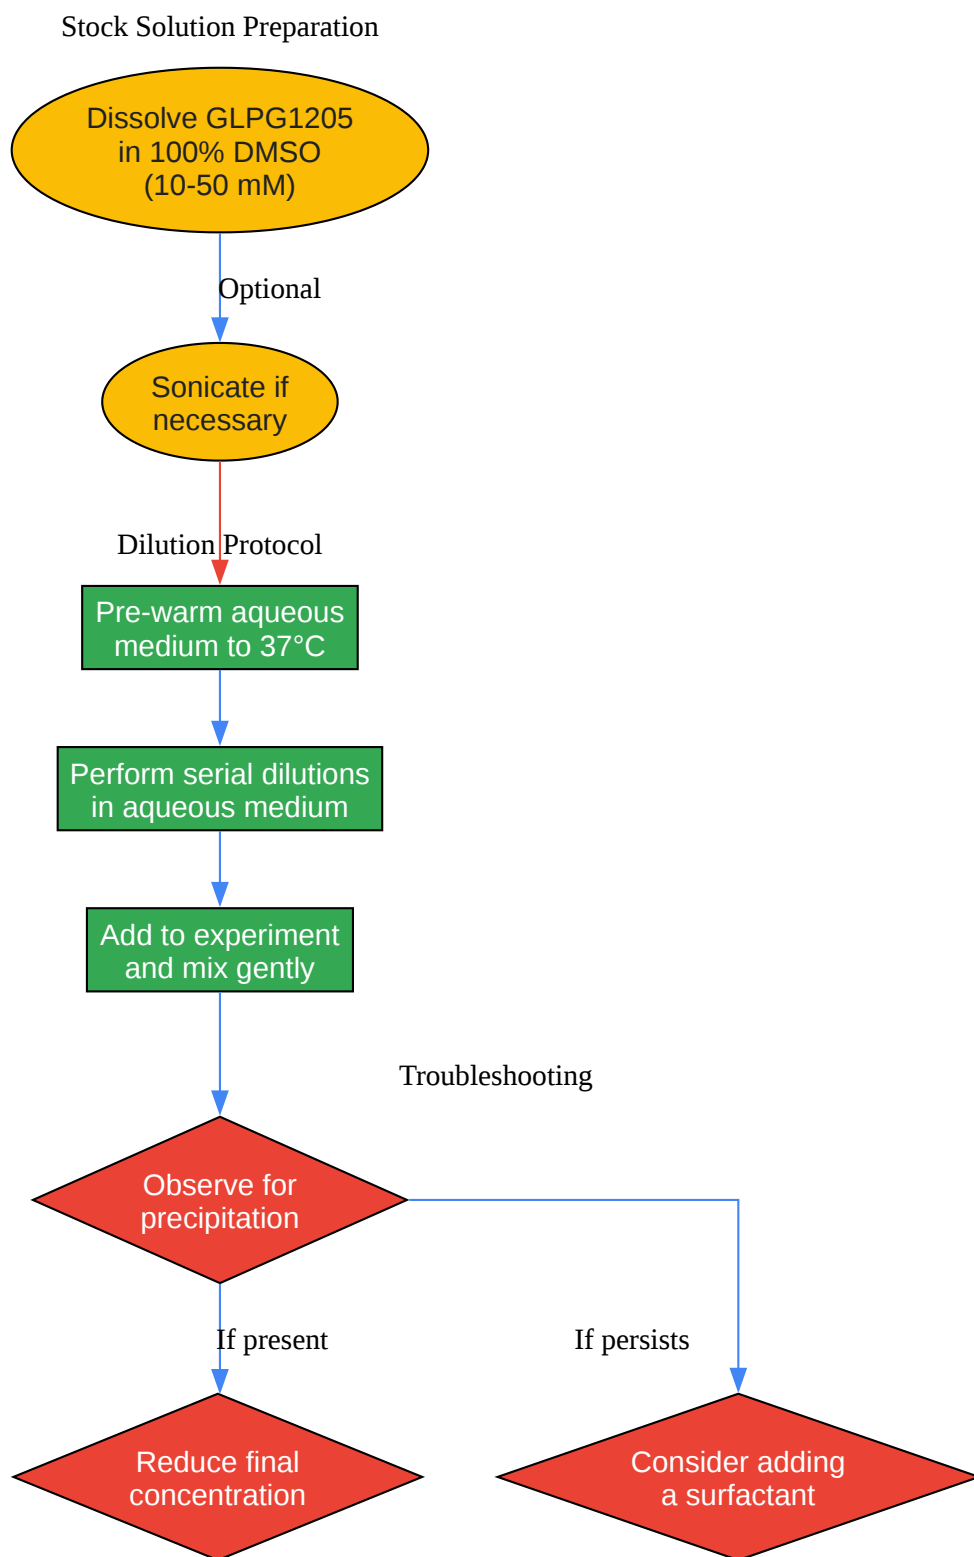 Stock Solution Preparation
Dissolve GLPG1205
in 100% DMSO
(10-50 mM)
Optional
Sonicate if
necessary
Dilution Protocol
Pre-warm aqueous
medium to 37°C
Perform serial dilutions
in aqueous medium
Add to experiment
and mix gently
Troubleshooting
Observe for
precipitation
If present
If persists
Reduce final
concentration
Consider adding
a surfactant